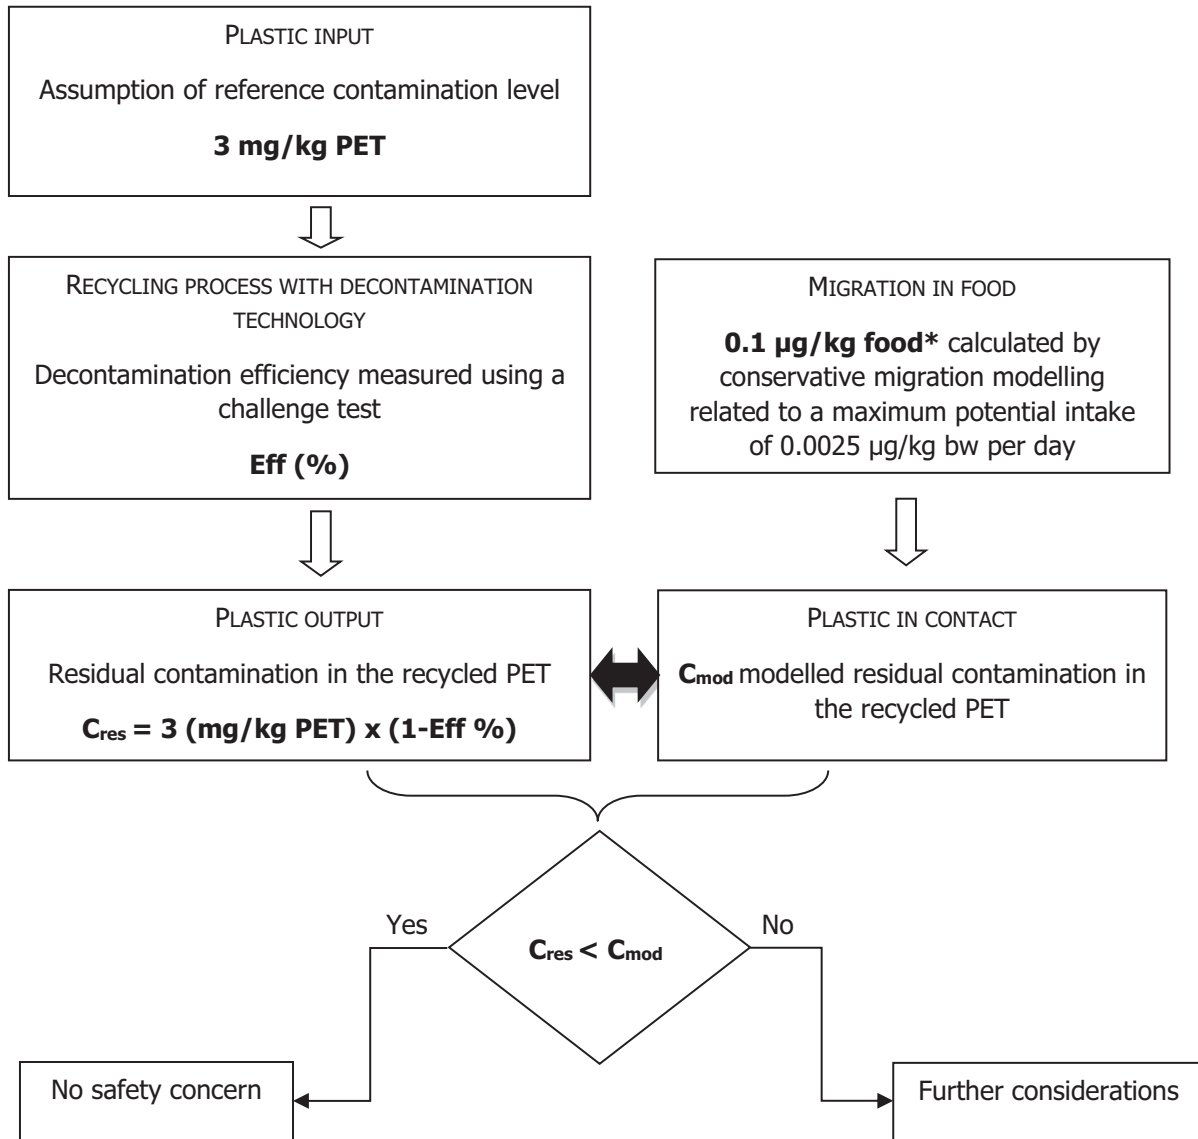 PLASTIC INPUT
Assumption of reference contamination level
3 mg/kg PET
RECYCLING PROCESS WITH DECONTAMINATION
TECHNOLOGY
Decontamination efficiency measured using a
challenge test
Eff (%)
MIGRATION IN FOOD
0.1 µg/kg food* calculated by
conservative migration modelling
related to a maximum potential intake
of 0.0025 µg/kg bw per day
PLASTIC OUTPUT
Residual contamination in the recycled PET
Cres = 3 (mg/kg PET) x (1-Eff %)
PLASTIC IN CONTACT
Cmod modelled residual contamination in
the recycled PET
Yes
No
Cres < Cmod
No safety concern
Further considerations